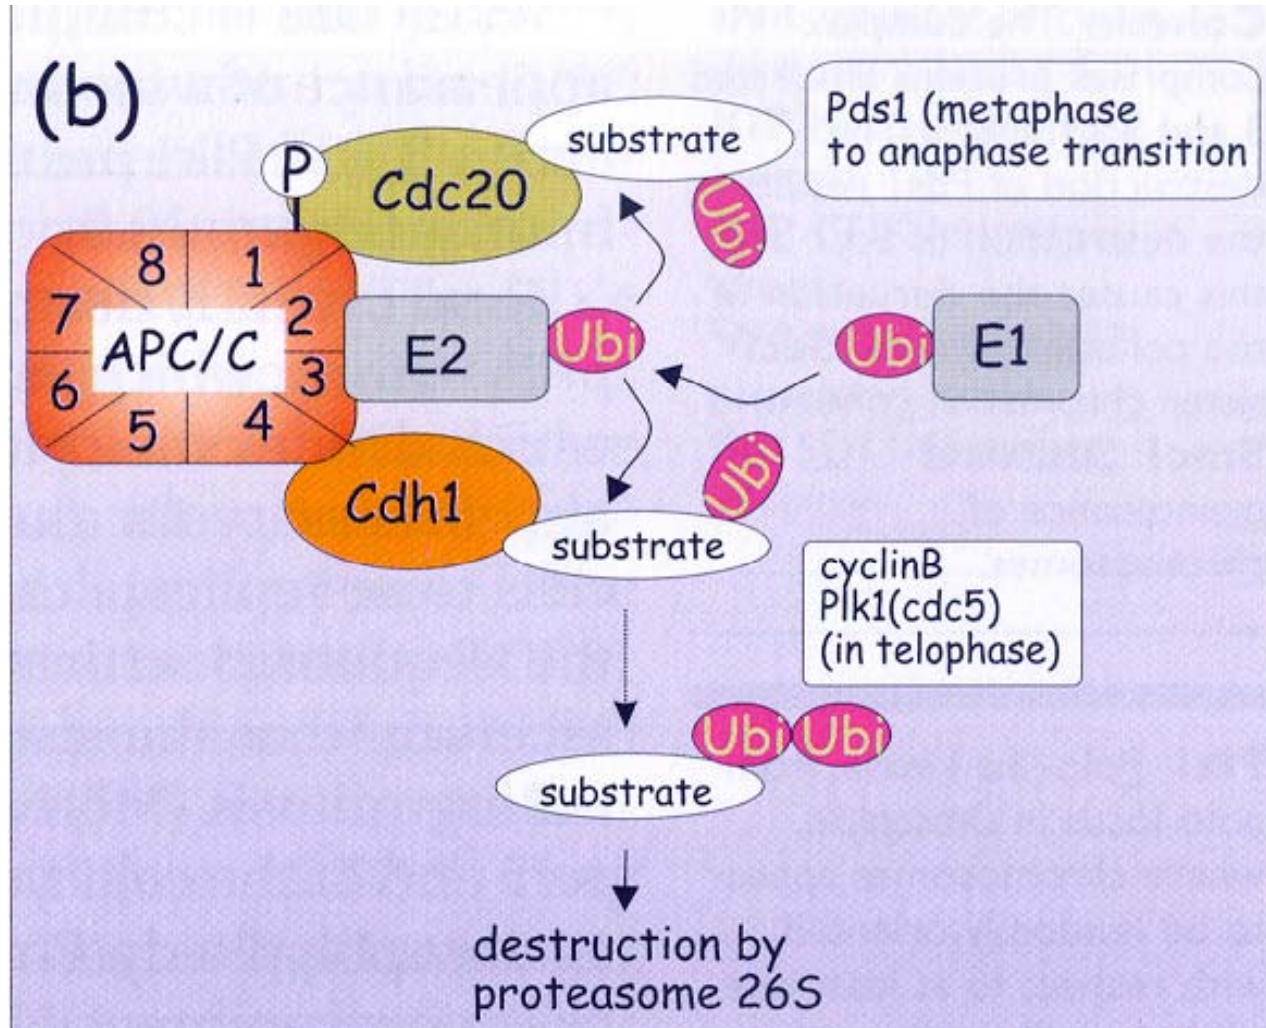 (b)
substrate
Pds1 (metaphase
to anaphase transition
P
Cdc20
Ubi
8
1
7
2
APC/C
E2
Ubi
Ubi
E1
6
3
5
4
Ubi
Cdh1
substrate
cyclinB
Plk1(cdc5)
(in telophase)
Ubi Ubi
substrate
destruction by
proteasome 26S